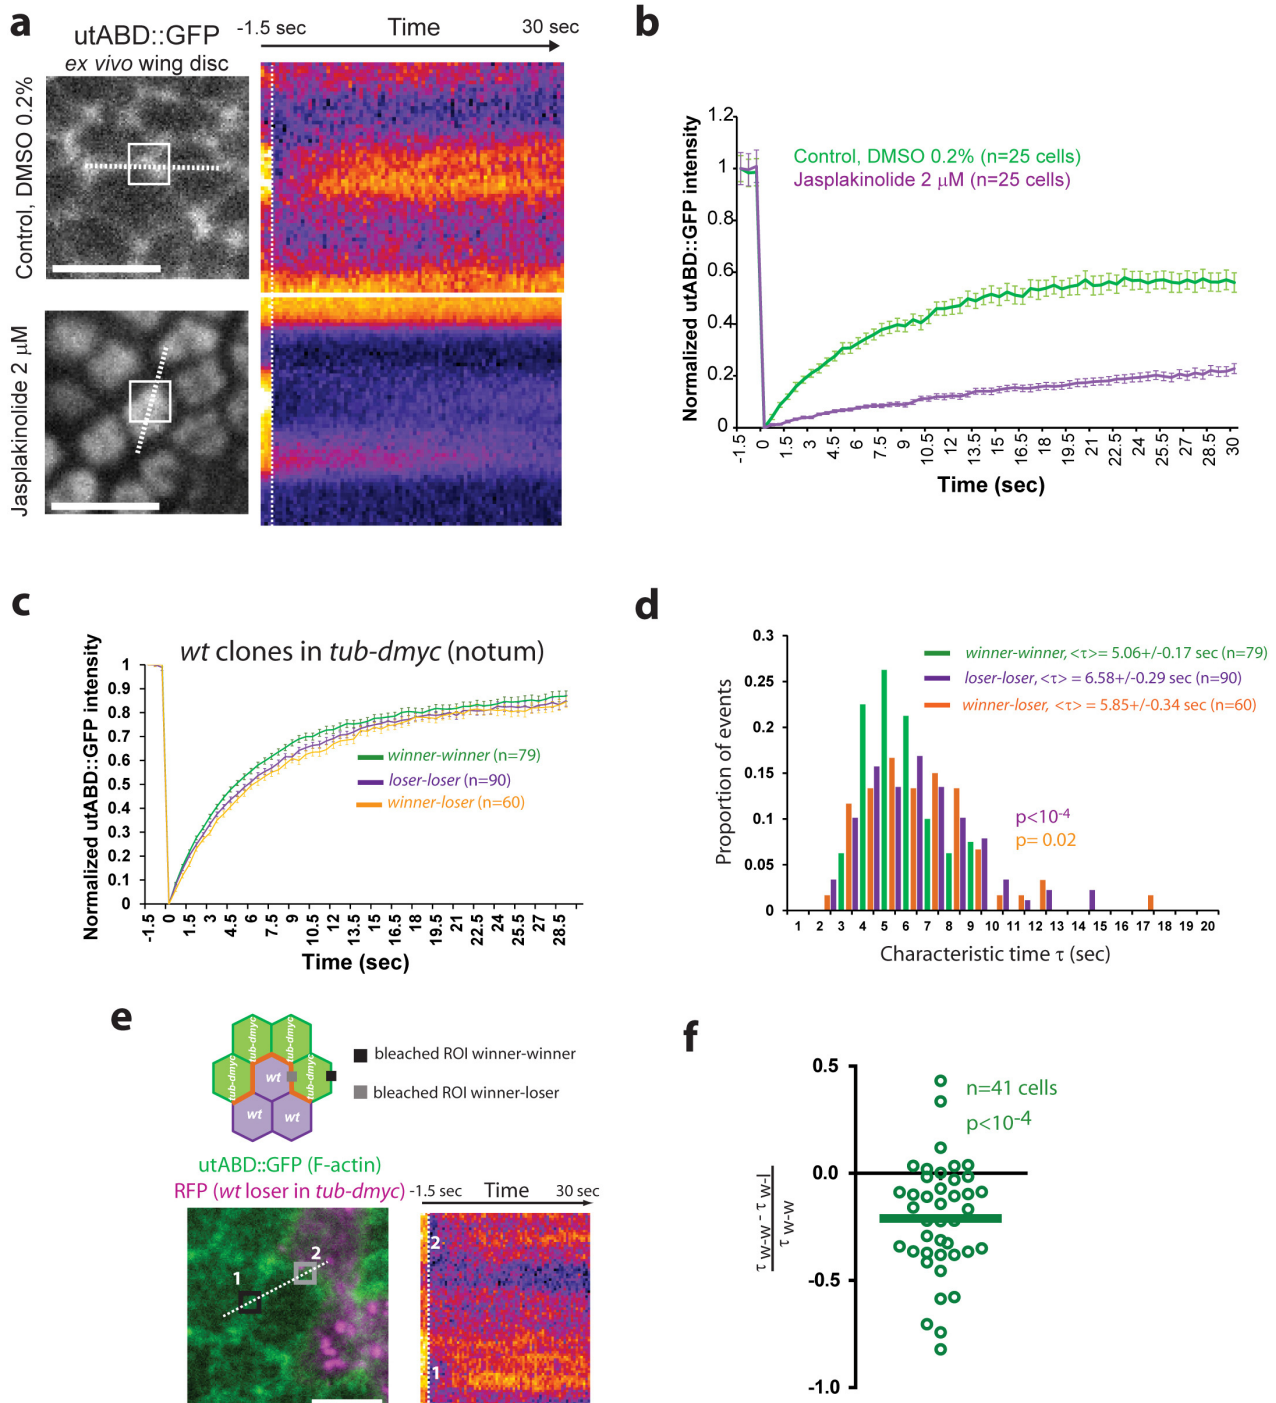 a
utABD::GFP
ex vivo wing disc
-1.5 sec Time 30 sec
Control, DMSO 0.2%
Jasplakinolide 2 μM
b
Normalized utABD::GFP intensity
1.2
1
0.8
0.6
0.4
0.2
0
Control, DMSO 0.2% (n=25 cells)
Jasplakinolide 2 μM (n=25 cells)
-1.5 0 1.5 3 4.5 6 7.5 9 10.5 12 13.5 15 16.5 18 19.5 21 22.5 24 25.5 27 28.5 30
Time (sec)
c
wt clones in tub-dmyc (notum)
Normalized utABD::GFP intensity
1
0.9
0.8
0.7
0.6
0.5
0.4
0.3
0.2
0.1
0
winner-winner (n=79)
loser-loser (n=90)
winner-loser (n=60)
-1.5 0 1.5 3 4.5 6 7.5 9 10.5 12 13.5 15 16.5 18 19.5 21 22.5 24 25.5 27 28.5
Time (sec)
d
Proportion of events
0.3
0.25
0.2
0.15
0.1
0.05
0
winner-winner, <τ>= 5.06+/-0.17 sec (n=79)
loser-loser, <τ> = 6.58+/-0.29 sec (n=90)
winner-loser, <τ> = 5.85+/-0.34 sec (n=60)
p<10-4
p= 0.02
1 2 3 4 5 6 7 8 9 10 11 12 13 14 15 16 17 18 19 20
Characteristic time τ (sec)
e
tub-dmyc
tub-dmyc
tub-dmyc
wt
tub-dmyc
wt
wt
bleached ROI winner-winner
bleached ROI winner-loser
utABD::GFP (F-actin)
RFP (wt loser in tub-dmyc)
-1.5 sec Time 30 sec
1
2
2
1
f
τ w-w - τ w-l
τ w-w
0.5
0.0
-0.5
-1.0
n=41 cells
p<10-4